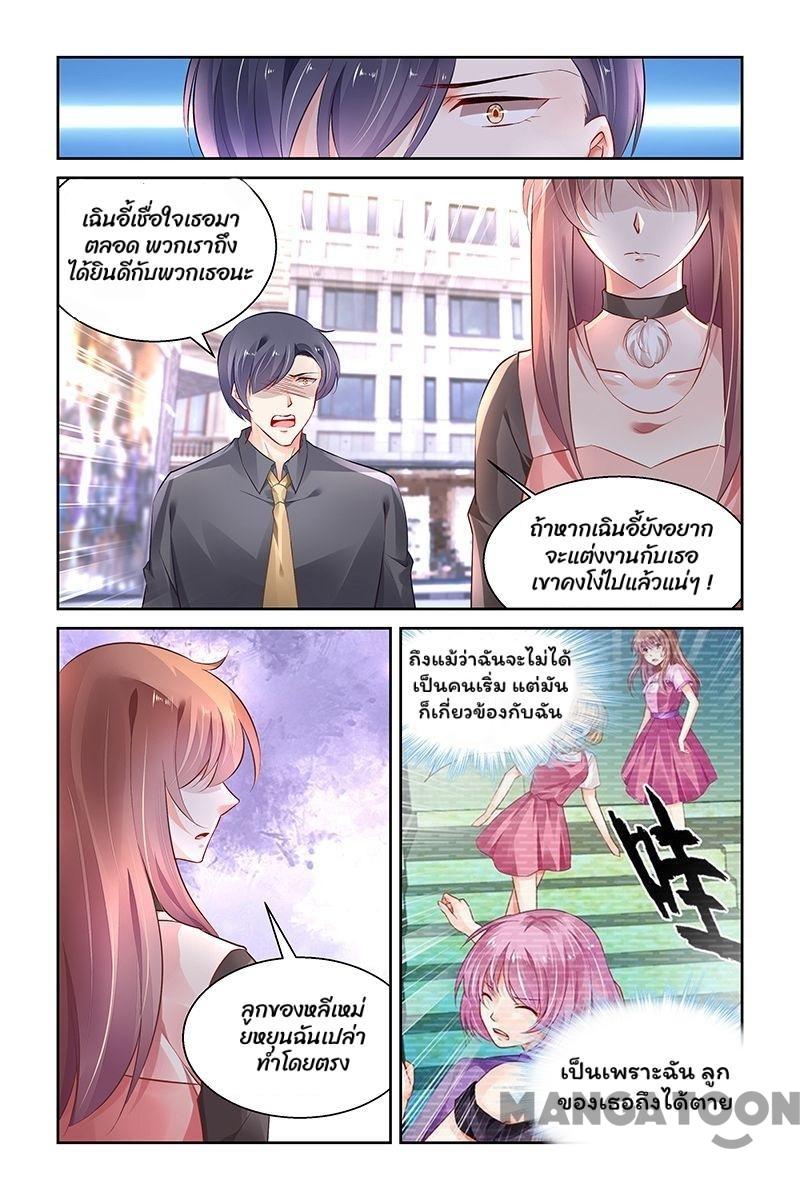 เฉินอี้เชื่อใจเธอมา
ตลอด พวกเราถึง
ได้ยินดีกับพวกเธอนะ
ถ้าหากเฉินอี้ยังอยาก
จะแต่งงานกับเธอ
เขาคงโง่ไปแล้วแน่ๆ !
ลูกของหลีเหม่
ยหยุนฉันเปล่า
ทำโดยตรง
ถึงแม้ว่าฉันจะไม่ได้
เป็นคนเริ่ม แต่มัน
ก็เกี่ยวข้องกับฉัน
哇
เป็นเพราะฉัน ลูก
ของเธอถึงได้ตาย
MANGATOON